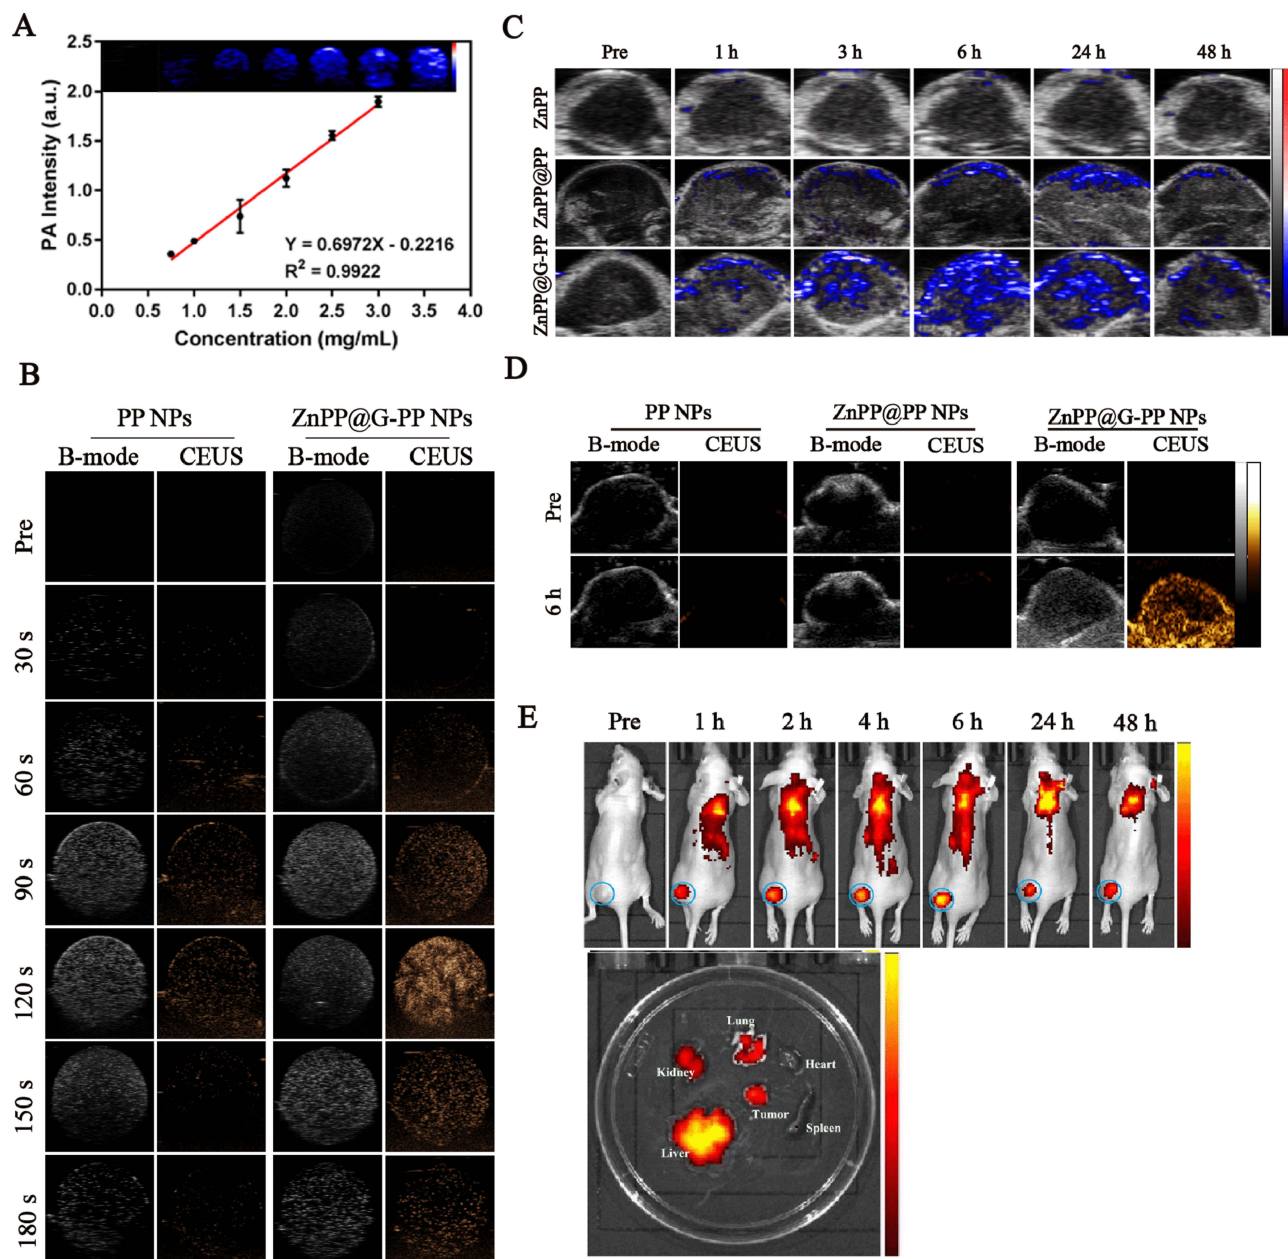 A
2.5
2.0
1.5
1.0
0.5
0.0
PA Intensity (a.u.)
Y = 0.6972X - 0.2216
R² = 0.9922
0.0 0.5 1.0 1.5 2.0 2.5 3.0 3.5 4.0
Concentration (mg/mL)
B
PP NPs ZnPP@G-PP NPs
B-mode CEUS B-mode CEUS
Pre
30 s
60 s
90 s
120 s
150 s
180 s
C
Pre 1 h 3 h 6 h 24 h 48 h
ZnPP
ZnPP@PP
ZnPP@G-PP
D
PP NPs ZnPP@PP NPs ZnPP@G-PP NPs
B-mode CEUS B-mode CEUS B-mode CEUS
Pre
6 h
E
Pre 1 h 2 h 4 h 6 h 24 h 48 h
Lung
Kidney
Heart
Tumor
Spleen
Liver